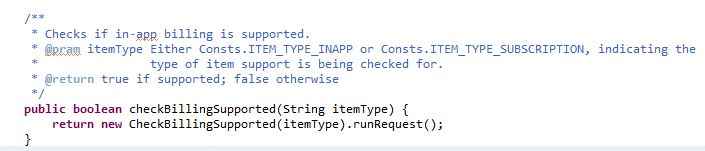 /**
* Checks if in-app billing is supported.
* @pram itemType Either Consts.ITEM_TYPE_INAPP or Consts.ITEM_TYPE_SUBSCRIPTION, indicating the
* type of item support is being checked for.
* @return true if supported; false otherwise
*/
public boolean checkBillingSupported(String itemType) {
return new CheckBillingSupported(itemType).runRequest();
}